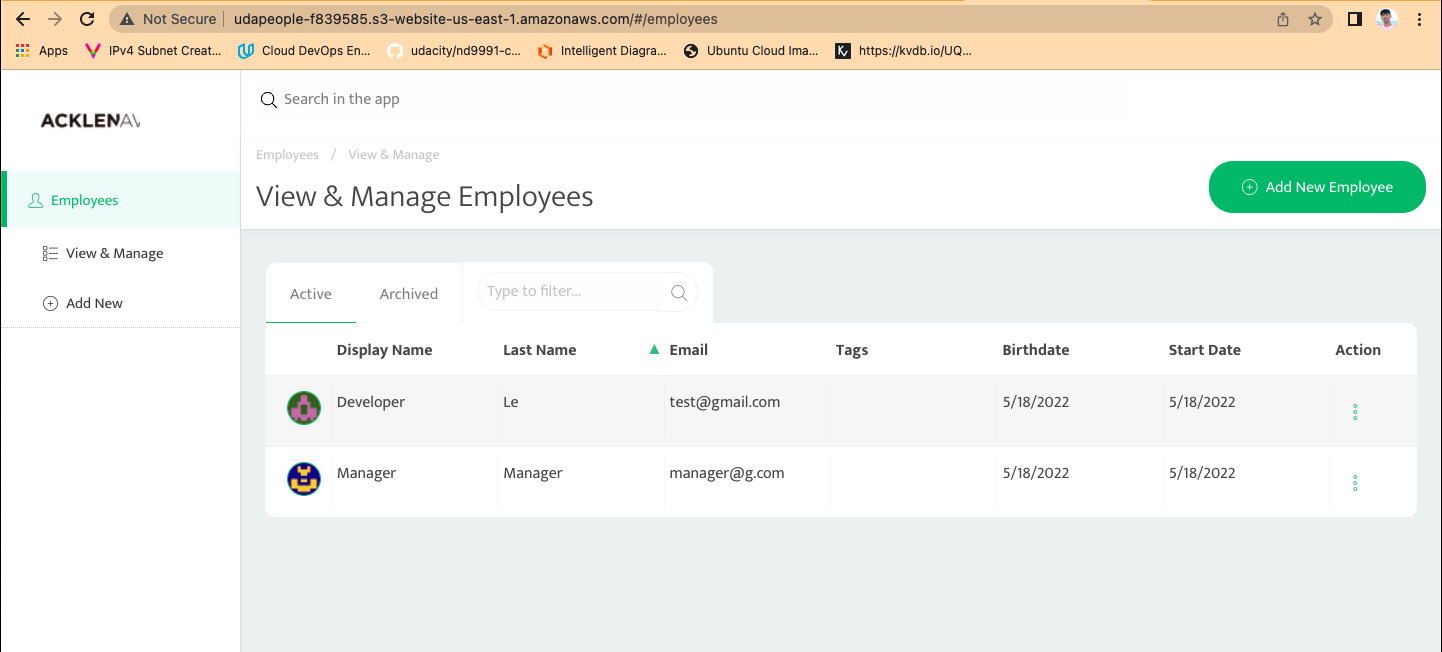 Not Secure udapeople-f839585.s3-website-us-east-1.amazonaws.com/#/employees
Apps IPv4 Subnet Creat... Cloud DevOps En... udacity/nd9991-c... Intelligent Diagra... Ubuntu Cloud Ima... https://kvdb.io/UQ...
ACKLENAV
Search in the app
Employees / View & Manage
View & Manage Employees
Add New Employee
Employees
View & Manage
Add New
Active Archived Type to filter...
Display Name Last Name Email Tags Birthdate Start Date Action
Developer Le test@gmail.com 5/18/2022 5/18/2022
Manager Manager manager@g.com 5/18/2022 5/18/2022